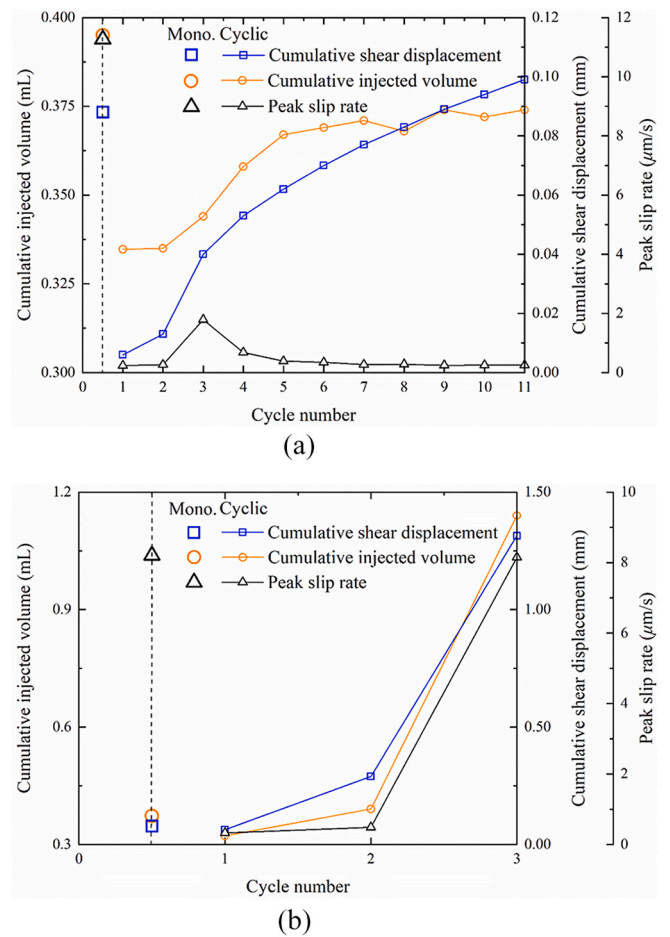 Mono. Cyclic
Cumulative shear displacement
Cumulative injected volume
Peak slip rate
Cumulative injected volume (mL)
0.400
0.375
0.350
0.325
0.300
0 1 2 3 4 5 6 7 8 9 10 11
Cycle number
0.12
0.10
0.08
0.06
0.04
0.02
0.00
Cumulative shear displacement (mm)
12
10
8
6
4
2
0
Peak slip rate (μm/s)
(a)
Mono. Cyclic
Cumulative shear displacement
Cumulative injected volume
Peak slip rate
Cumulative injected volume (mL)
1.2
0.9
0.6
0.3
0 1 2 3
Cycle number
1.50
1.00
0.50
0.00
Cumulative shear displacement (mm)
10
8
6
4
2
0
Peak slip rate (μm/s)
(b)